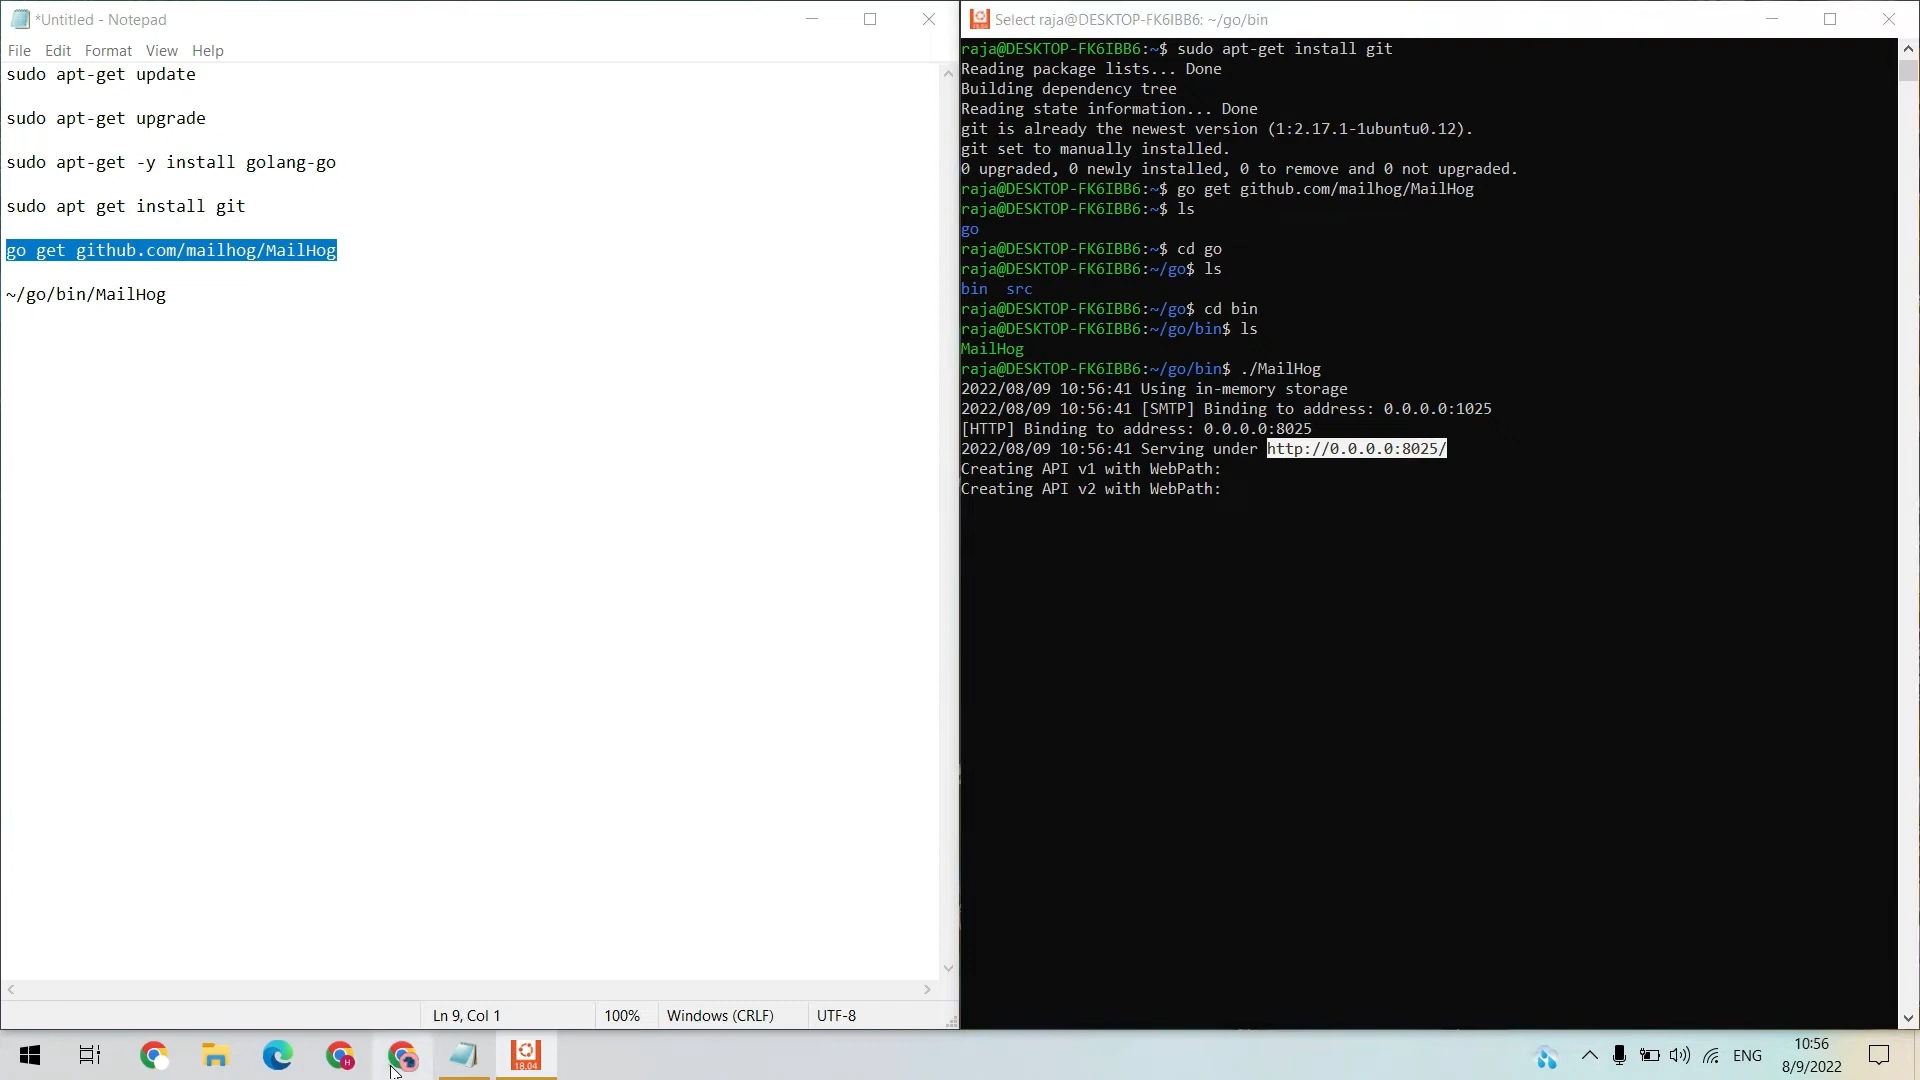 *Untitled - Notepad
File Edit Format View Help
sudo apt-get update
sudo apt-get upgrade
sudo apt-get -y install golang-go
sudo apt get install git
go get github.com/mailhog/MailHog
~/go/bin/MailHog
Ln 9, Col 1
100%
Windows (CRLF)
UTF-8
Select raja@DESKTOP-FK6IBB6: ~/go/bin
raja@DESKTOP-FK6IBB6:~$ sudo apt-get install git
Reading package lists... Done
Building dependency tree
Reading state information... Done
git is already the newest version (1:2.17.1-1ubuntu0.12).
git set to manually installed.
0 upgraded, 0 newly installed, 0 to remove and 0 not upgraded.
raja@DESKTOP-FK6IBB6:~$ go get github.com/mailhog/MailHog
raja@DESKTOP-FK6IBB6:~$ ls
go
raja@DESKTOP-FK6IBB6:~$ cd go
raja@DESKTOP-FK6IBB6:~/go$ ls
bin  src
raja@DESKTOP-FK6IBB6:~/go$ cd bin
raja@DESKTOP-FK6IBB6:~/go/bin$ ls
MailHog
raja@DESKTOP-FK6IBB6:~/go/bin$ ./MailHog
2022/08/09 10:56:41 Using in-memory storage
2022/08/09 10:56:41 [SMTP] Binding to address: 0.0.0.0:1025
[HTTP] Binding to address: 0.0.0.0:8025
2022/08/09 10:56:41 Serving under http://0.0.0.0:8025/
Creating API v1 with WebPath:
Creating API v2 with WebPath:
H
18.04
ENG
10:56
8/9/2022